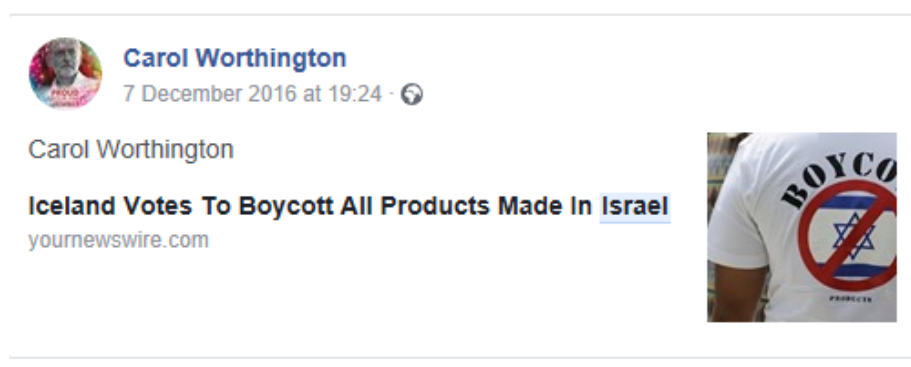 Carol Worthington
7 December 2016 at 19:24 ·
Carol Worthington
Iceland Votes To Boycott All Products Made In Israel
yournewswire.com
BOYCO
PRODUCTS
PROUD